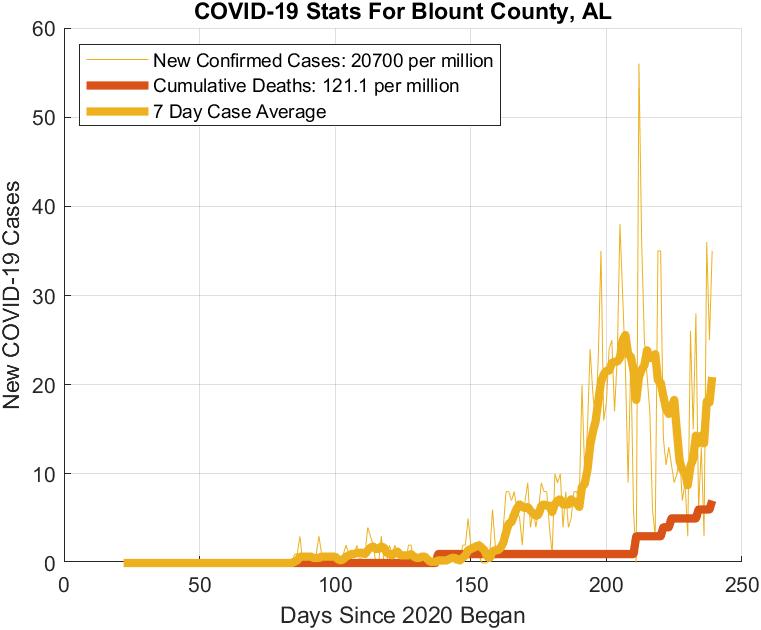 COVID-19 Stats For Blount County, AL
New Confirmed Cases: 20700 per million
Cumulative Deaths: 121.1 per million
7 Day Case Average
New COVID-19 Cases
60
50
40
30
20
10
0
0 50 100 150 200 250
Days Since 2020 Began